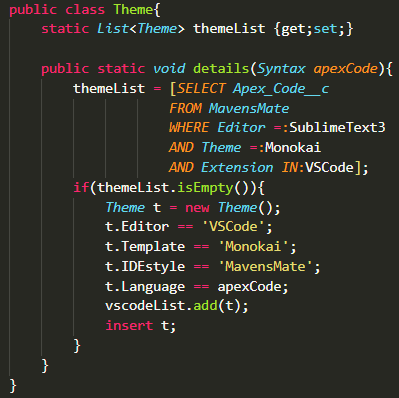 public class Theme{
static List<Theme> themeList {get;set;}
public static void details(Syntax apexCode){
themeList = [SELECT Apex_Code__c
FROM MavensMate
WHERE Editor =:SublimeText3
AND Theme =:Monokai
AND Extension IN:VSCode];
if(themeList.isEmpty()){
Theme t = new Theme();
t.Editor == 'VSCode';
t.Template == 'Monokai';
t.IDEstyle == 'MavensMate';
t.Language == apexCode;
vscodeList.add(t);
insert t;
}
}
}